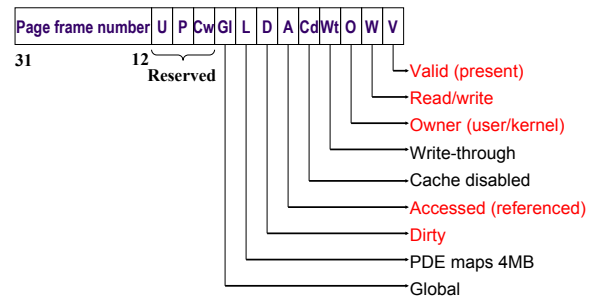 Page frame number U P Cw Gl L D A Cd Wt O W V
31 12
Reserved
Valid (present)
Read/write
Owner (user/kernel)
Write-through
Cache disabled
Accessed (referenced)
Dirty
PDE maps 4MB
Global